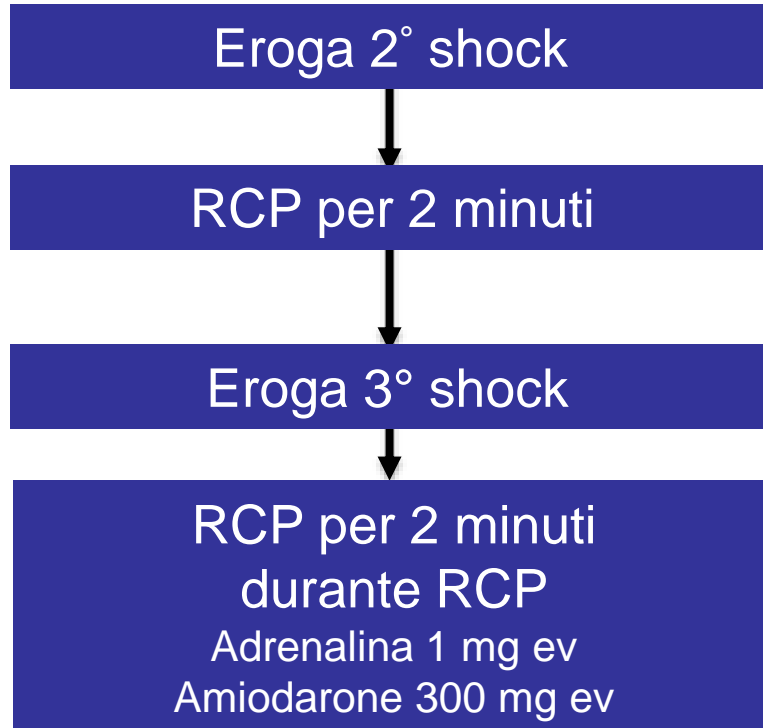 Eroga 2° shock
RCP per 2 minuti
Eroga 3° shock
RCP per 2 minuti
durante RCP
Adrenalina 1 mg ev
Amiodarone 300 mg ev